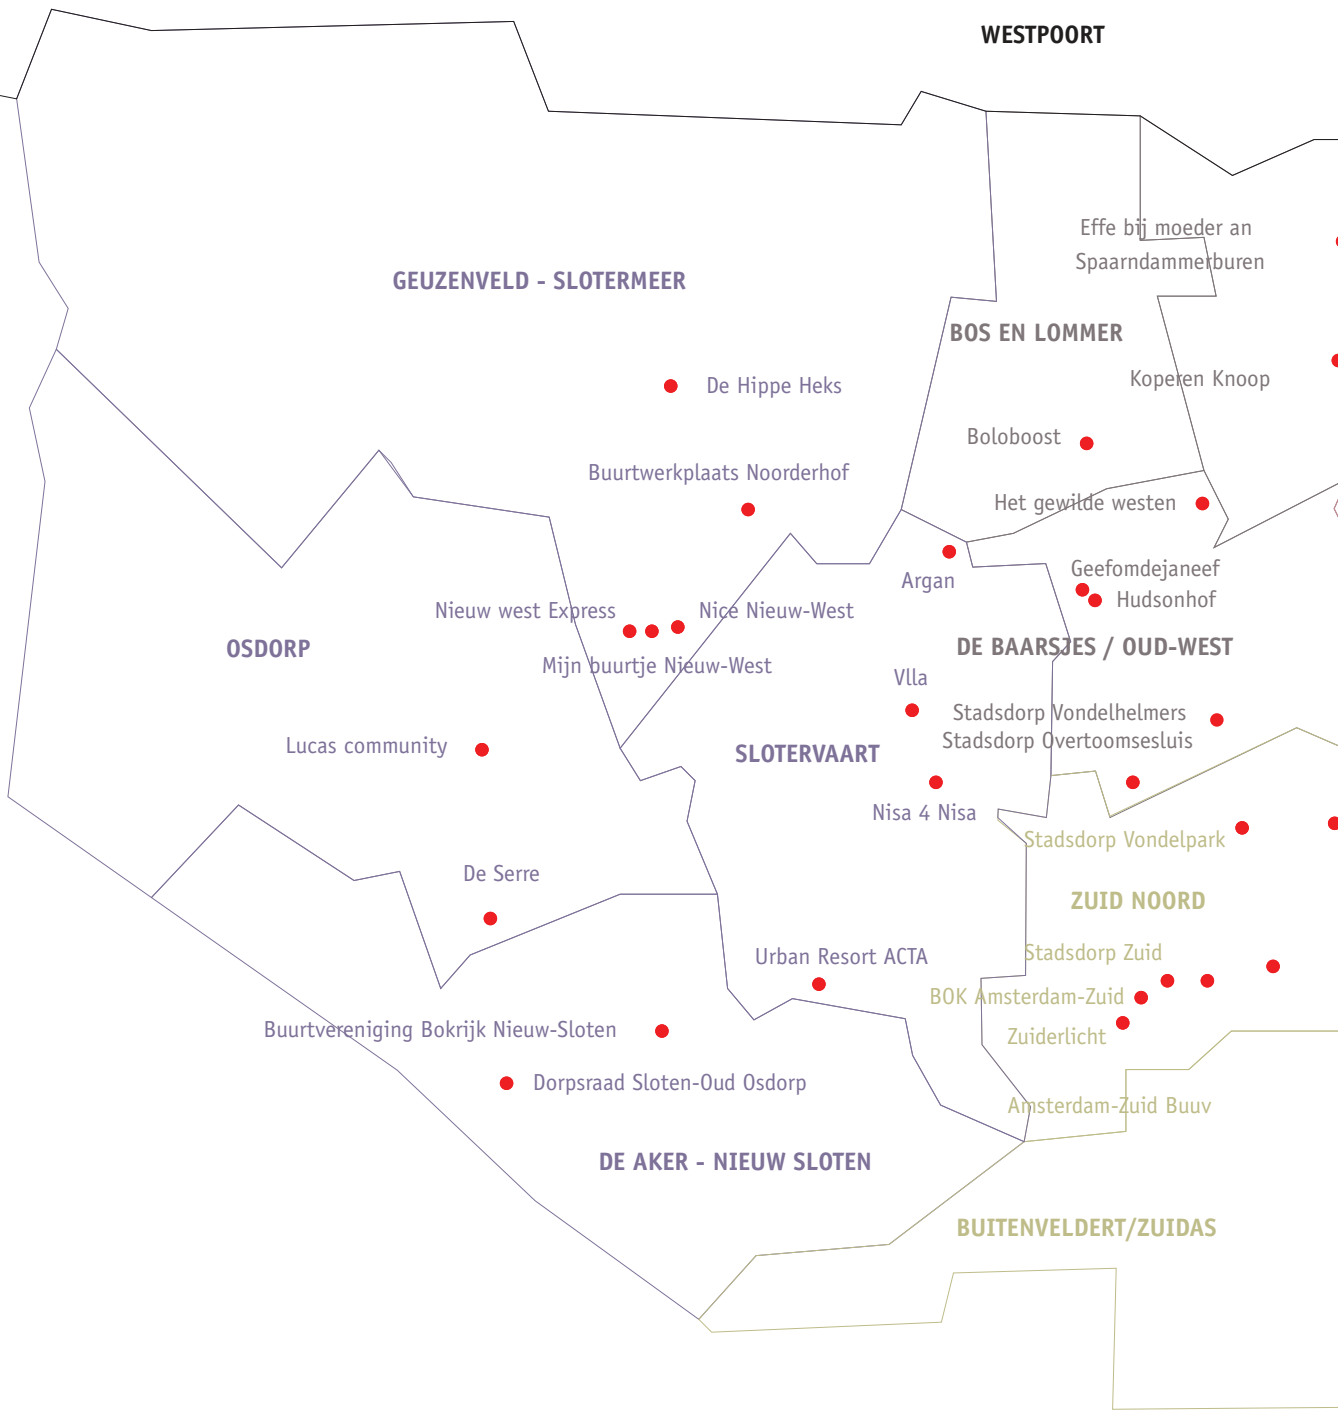 WESTPOORT
Effe bij moeder an
Spaarndammerburen
GEUZENVELD - SLOTERMEER
BOS EN LOMMER
Koperen Knoop
De Hippe Heks
Boloboost
Buurtwerkplaats Noorderhof
Het gewilde westen
Argan
Geefomdejaneef
Hudsonhof
Nieuw west Express
Nice Nieuw-West
OSDORP
DE BAARSJES / OUD-WEST
Mijn buurtje Nieuw-West
Vlla
Stadsdorp Vondelhelmers
Stadsdorp Overtoomsesluis
Lucas community
SLOTERVAART
Nisa 4 Nisa
Stadsdorp Vondelpark
De Serre
ZUID NOORD
Stadsdorp Zuid
Urban Resort ACTA
BOK Amsterdam-Zuid
Buurtvereniging Bokrijk Nieuw-Sloten
Zuiderlicht
Dorpsraad Sloten-Oud Osdorp
Amsterdam-Zuid Buuv
DE AKER - NIEUW SLOTEN
BUITENVELDERT/ZUIDAS